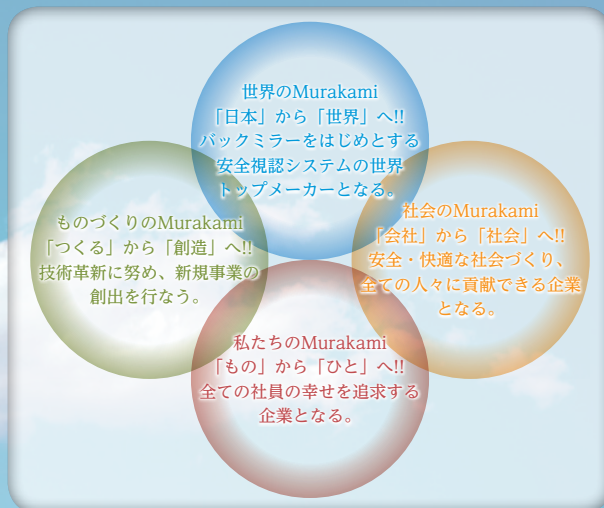 世界のMurakami
「日本」から「世界」へ!!
バックミラーをはじめとする
安全視認システムの世界
トップメーカーとなる。
ものづくりのMurakami
「つくる」から「創造」へ!!
技術革新に努め、新規事業の
創出を行なう。
社会のMurakami
「会社」から「社会」へ!!
安全・快適な社会づくり、
全ての人々に貢献できる企業
となる。
私たちのMurakami
「もの」から「ひと」へ!!
全ての社員の幸せを追求する
企業となる。